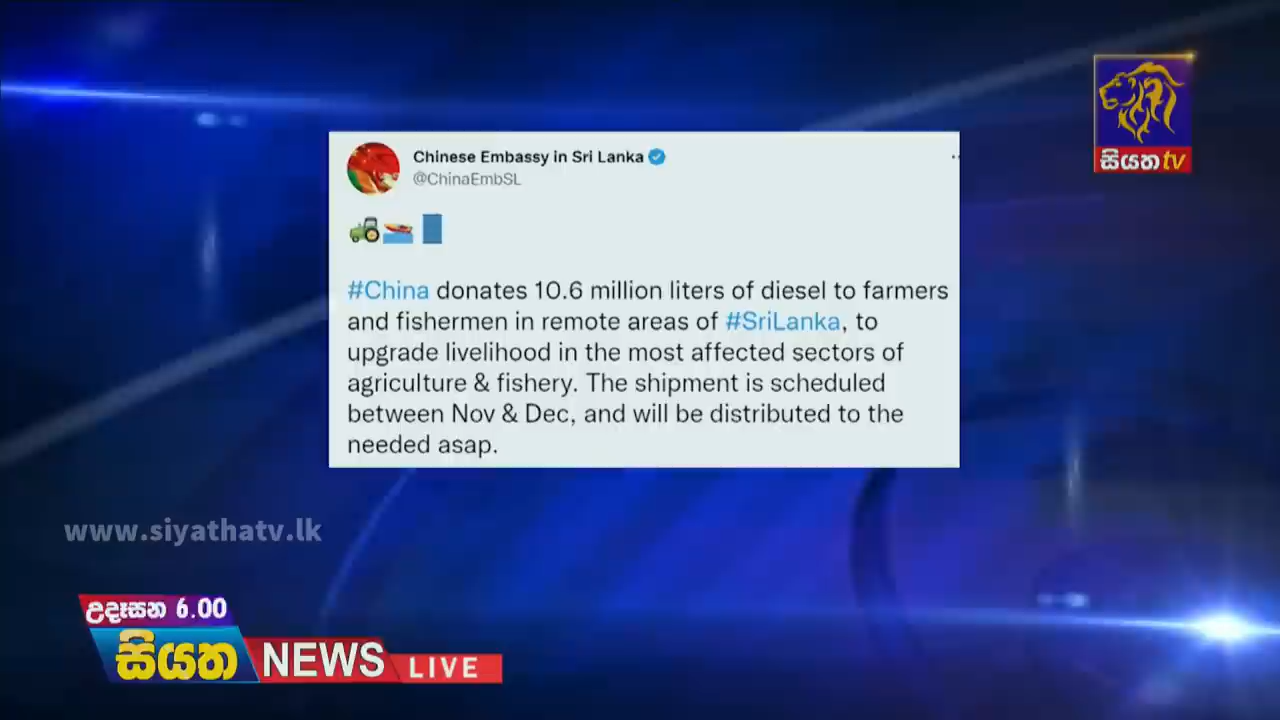 සියත tv
Chinese Embassy in Sri Lanka
@ChinaEmbSL
#China donates 10.6 million liters of diesel to farmers
and fishermen in remote areas of #SriLanka, to
upgrade livelihood in the most affected sectors of
agriculture & fishery. The shipment is scheduled
between Nov & Dec, and will be distributed to the
needed asap.
www.siyathatv.lk
උදෑසන 6.00
සියත NEWS LIVE